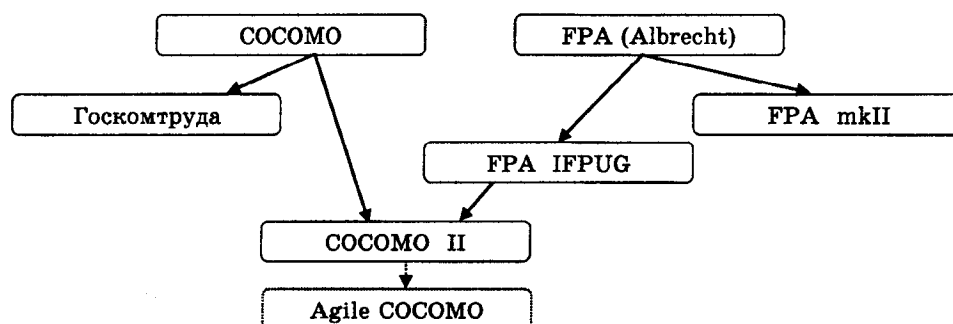 COCOMO
FPA (Albrecht)
Госкомтруда
FPA mkII
FPA IFPUG
COCOMO II
Agile COCOMO